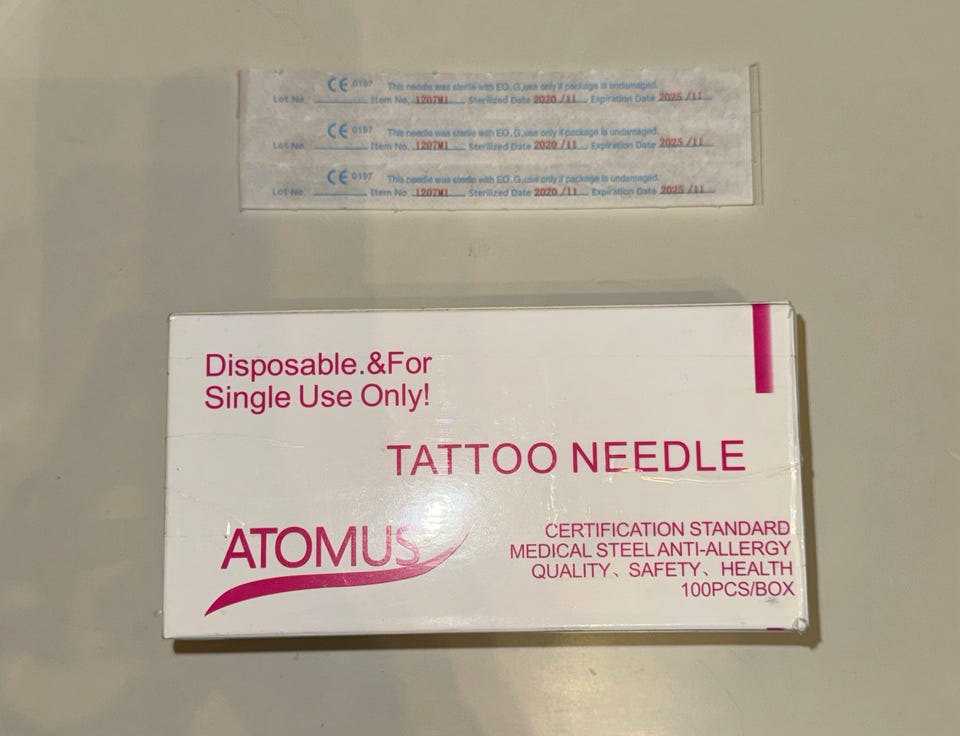 CE 0197 This needle was sterile with EO.G,use only if package is undamaged.
Lot No. Item No. 1207M1 Sterilized Date 2020 /11 Expiration Date 2025 /11
CE 0197 This needle was sterile with EO.G,use only if package is undamaged.
Lot No. Item No. 1207M1 Sterilized Date 2020 /11 Expiration Date 2025 /11
CE 0197 This needle was sterile with EO.G,use only if package is undamaged.
Lot No. Item No. 1207M1 Sterilized Date 2020 /11 Expiration Date 2025 /11
Disposable.&For
Single Use Only!
TATTOO NEEDLE
ATOMUS
CERTIFICATION STANDARD
MEDICAL STEEL ANTI-ALLERGY
QUALITY、SAFETY、HEALTH
100PCS/BOX